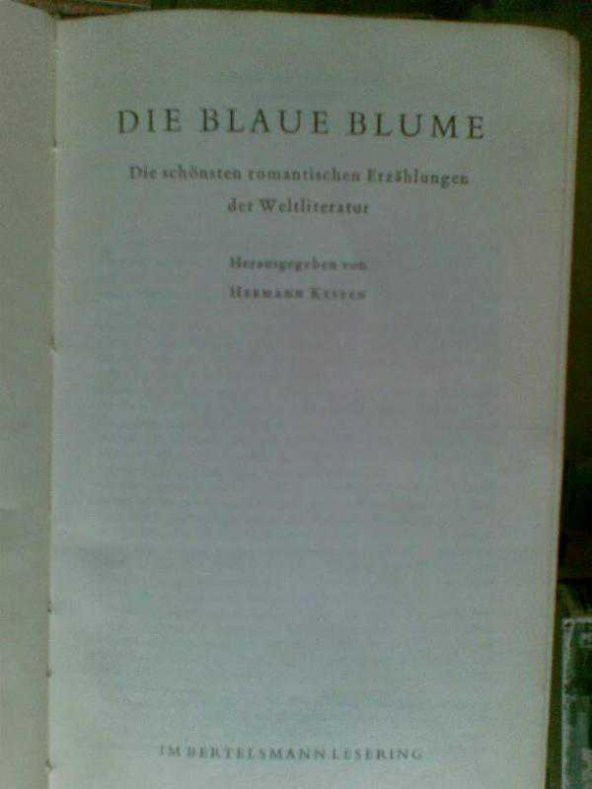 DIE BLAUE BLUME
Die schönsten romantischen Erzählungen
der Weltliteratur
Herausgegeben von
HERMANN KESTEN
IM BERTELSMANN LESERING